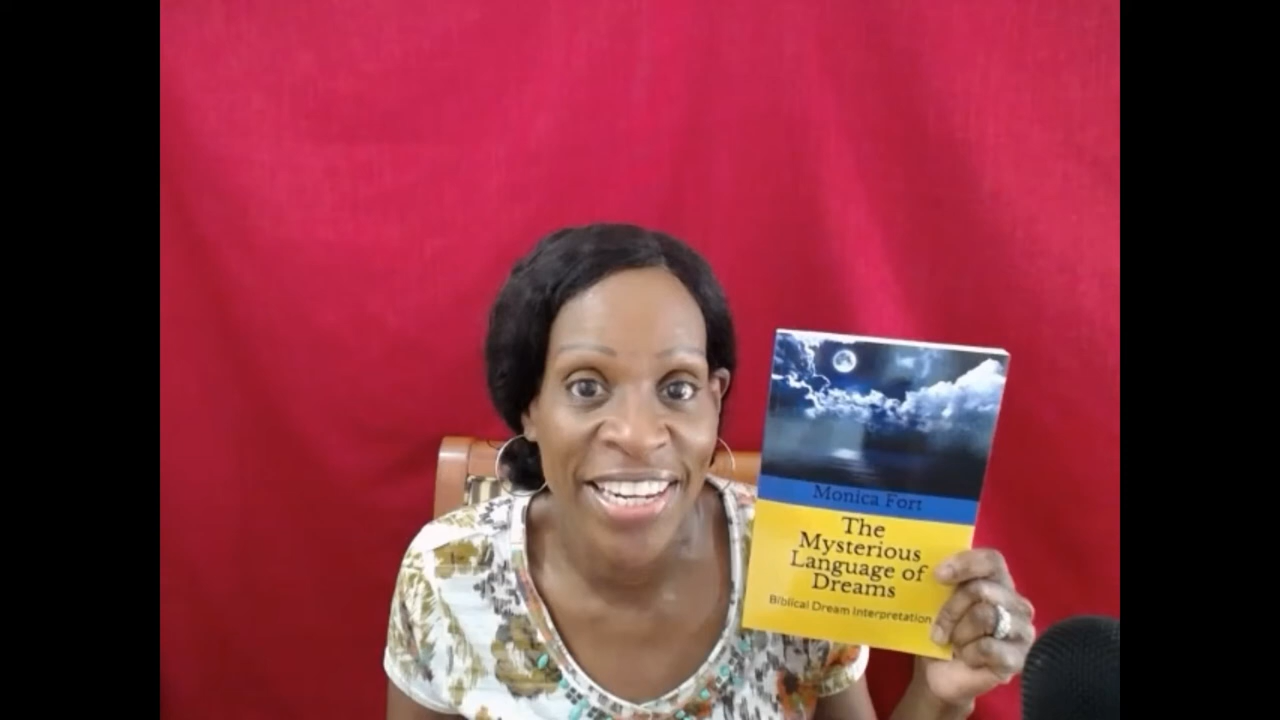 Monica Fort
The
Mysterious
Language of
Dreams
Biblical Dream Interpretation